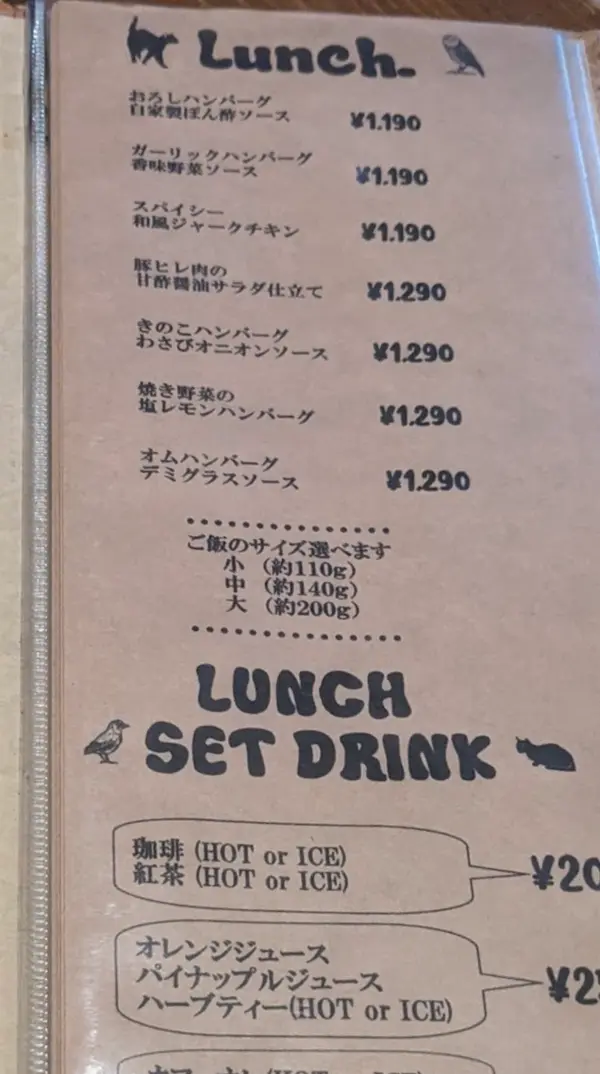 Lunch.
おろしハンバーグ
自家製ぽん酢ソース ¥1.190
ガーリックハンバーグ
香味野菜ソース ¥1.190
スパイシー
和風ジャークチキン ¥1.190
豚ヒレ肉の
甘酢醤油サラダ仕立て ¥1.290
きのこハンバーグ
わさびオニオンソース ¥1.290
焼き野菜の
塩レモンハンバーグ ¥1.290
オムハンバーグ
デミグラスソース ¥1.290
ご飯のサイズ選べます
小 (約110g)
中 (約140g)
大 (約200g)
LUNCH
SET DRINK
珈琲 (HOT or ICE)
紅茶 (HOT or ICE)
¥20
オレンジジュース
パイナップルジュース
ハーブティー(HOT or ICE)
¥2